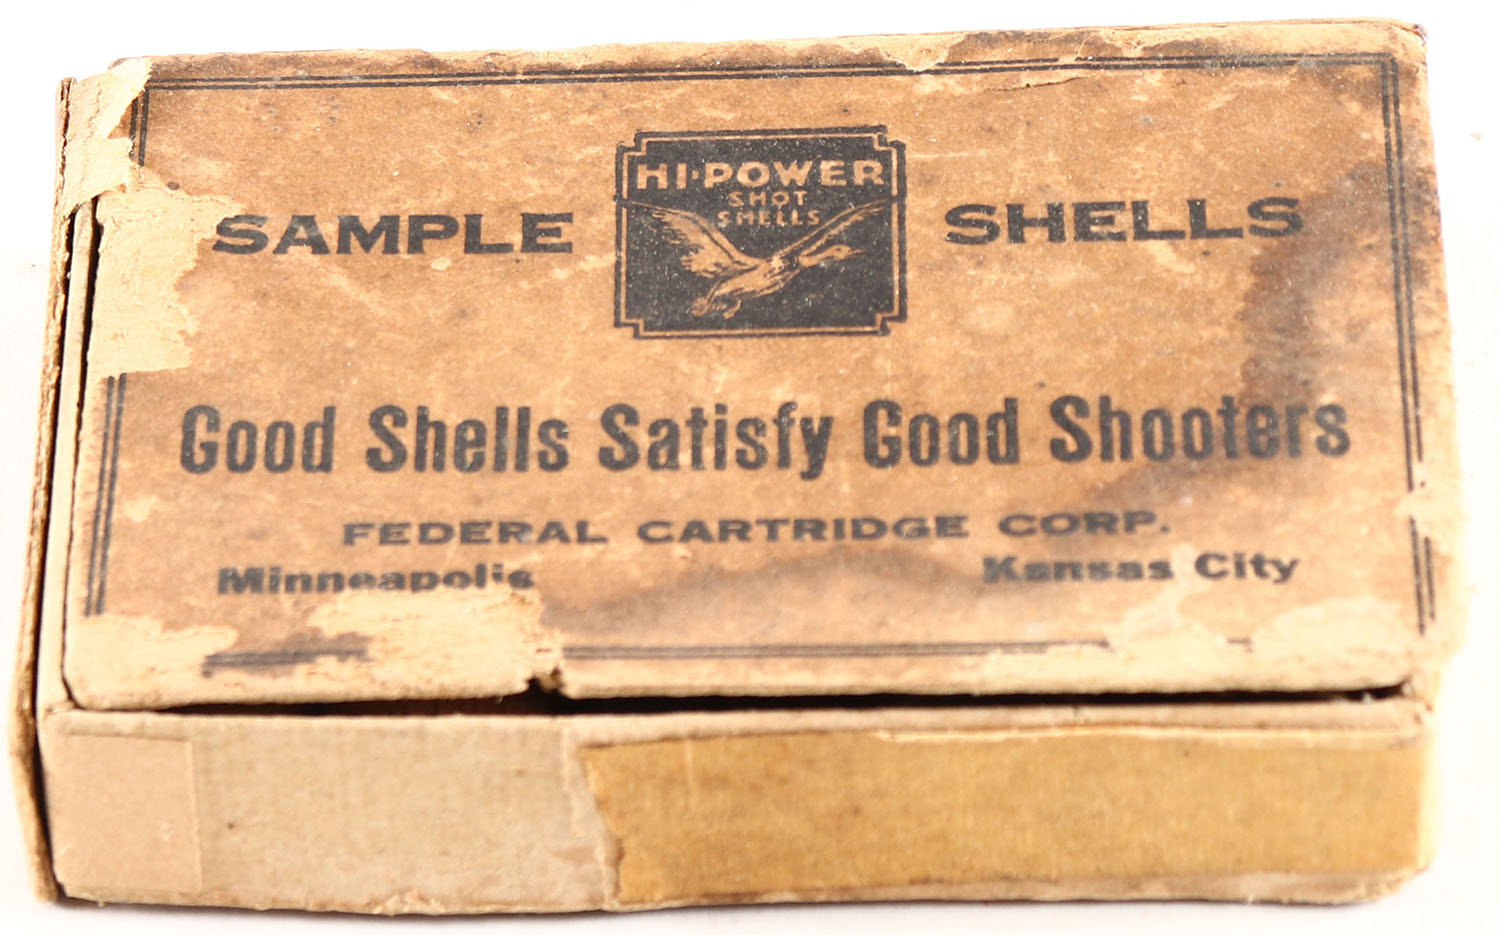 HI-POWER
SHOT
SHELLS
SAMPLE SHELLS
Good Shells Satisfy Good Shooters
FEDERAL CARTRIDGE CORP.
Minneapolis Kansas City